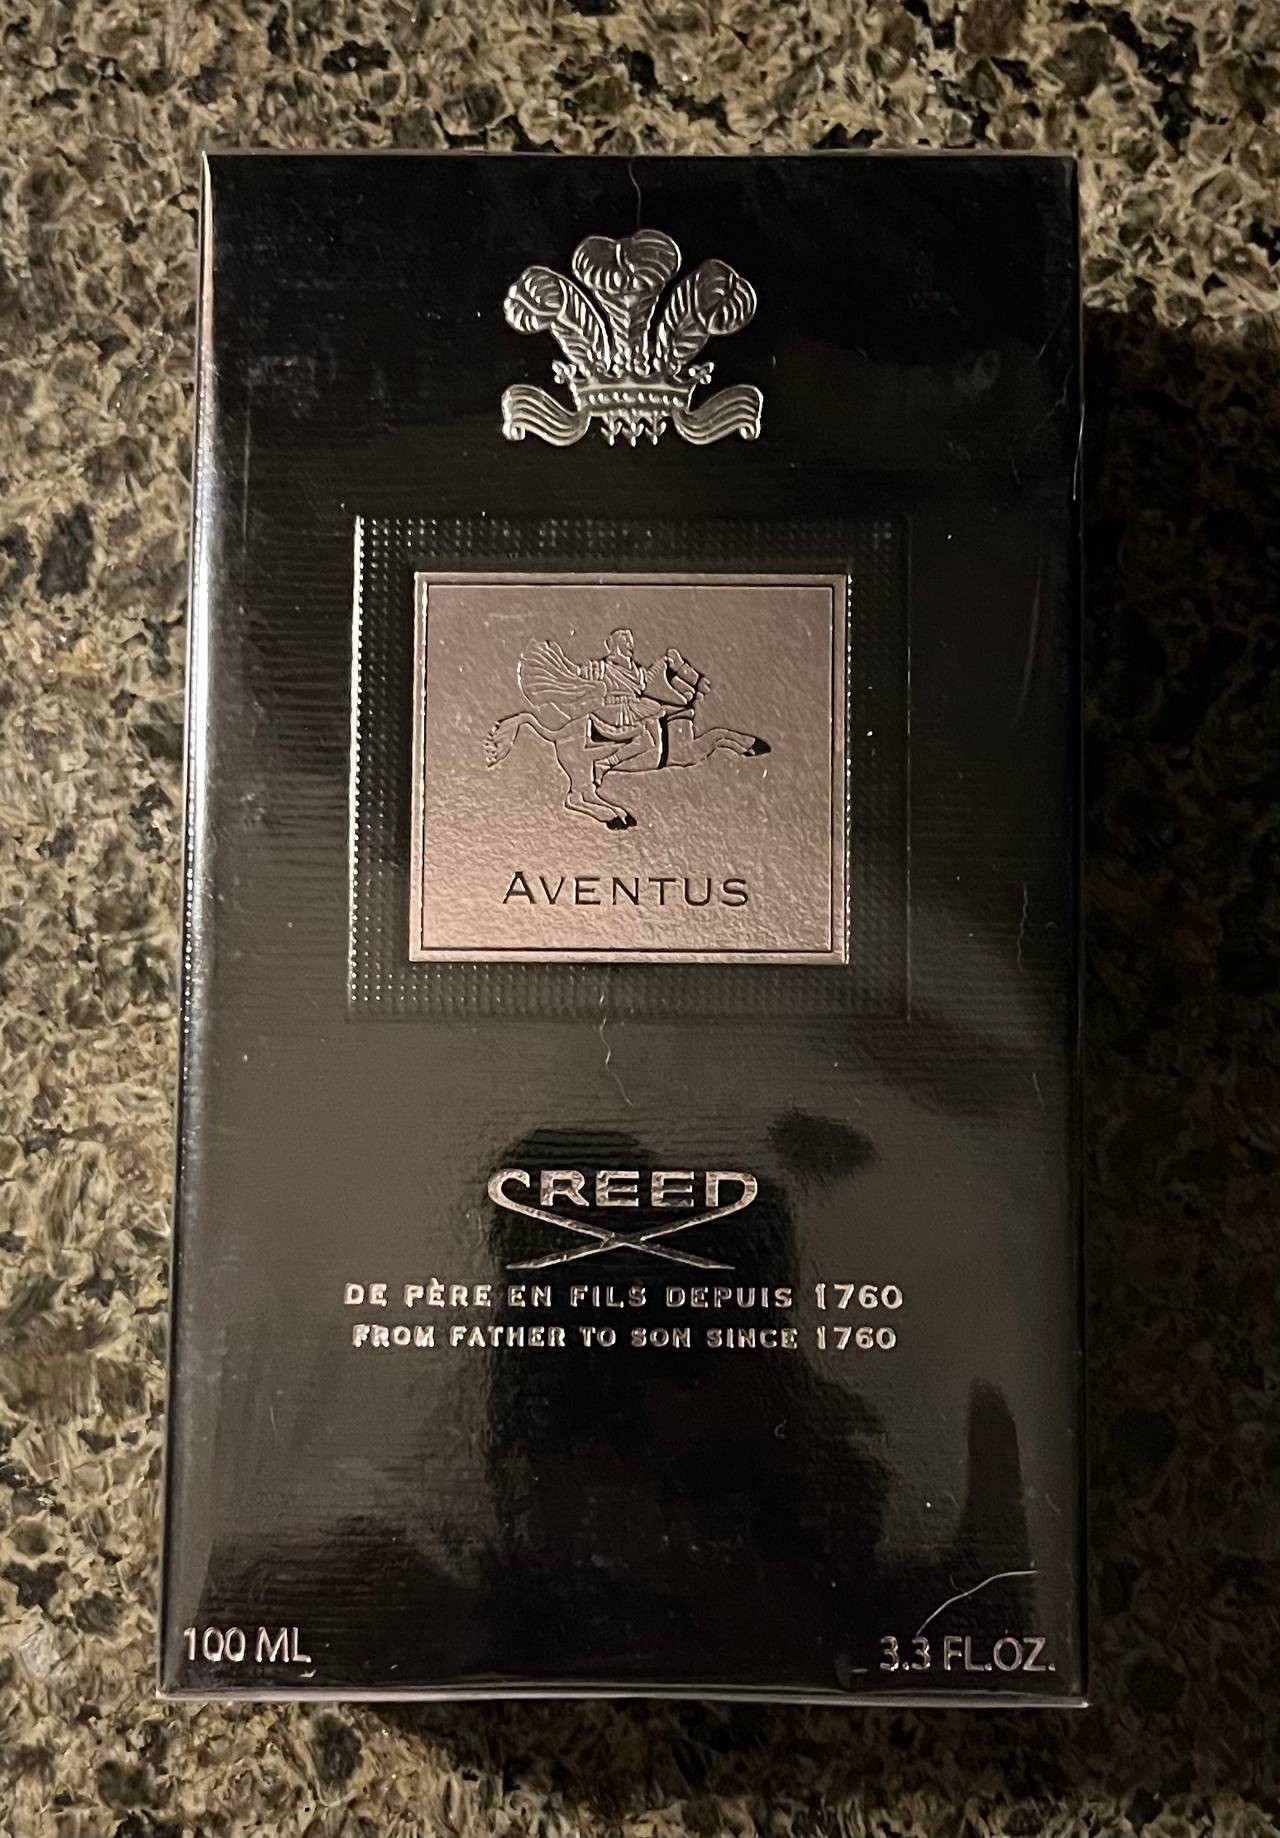 AVENTUS
CREED
DE PÈRE EN FILS DEPUIS 1760
FROM FATHER TO SON SINCE 1760
100 ML
3.3 FL.OZ.